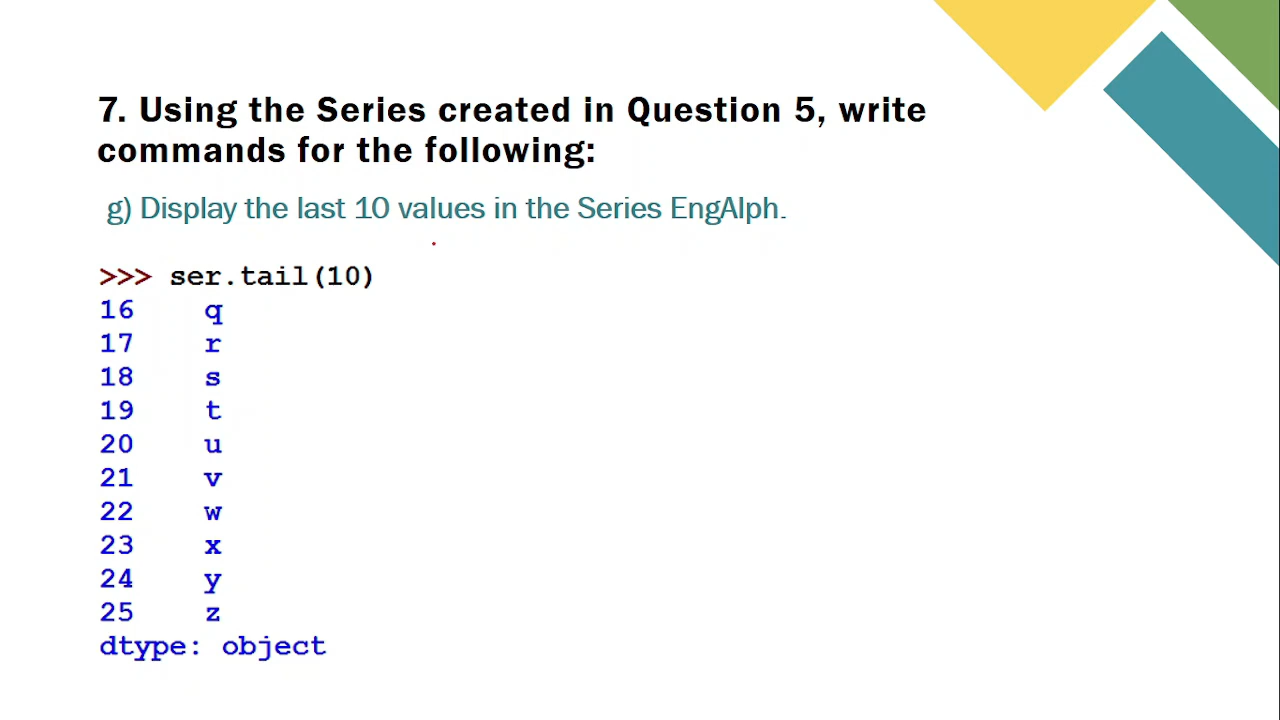 7. Using the Series created in Question 5, write
commands for the following:
g) Display the last 10 values in the Series EngAlph.
>>> ser.tail(10)
16 q
17 r
18 s
19 t
20 u
21 v
22 w
23 x
24 y
25 z
dtype: object